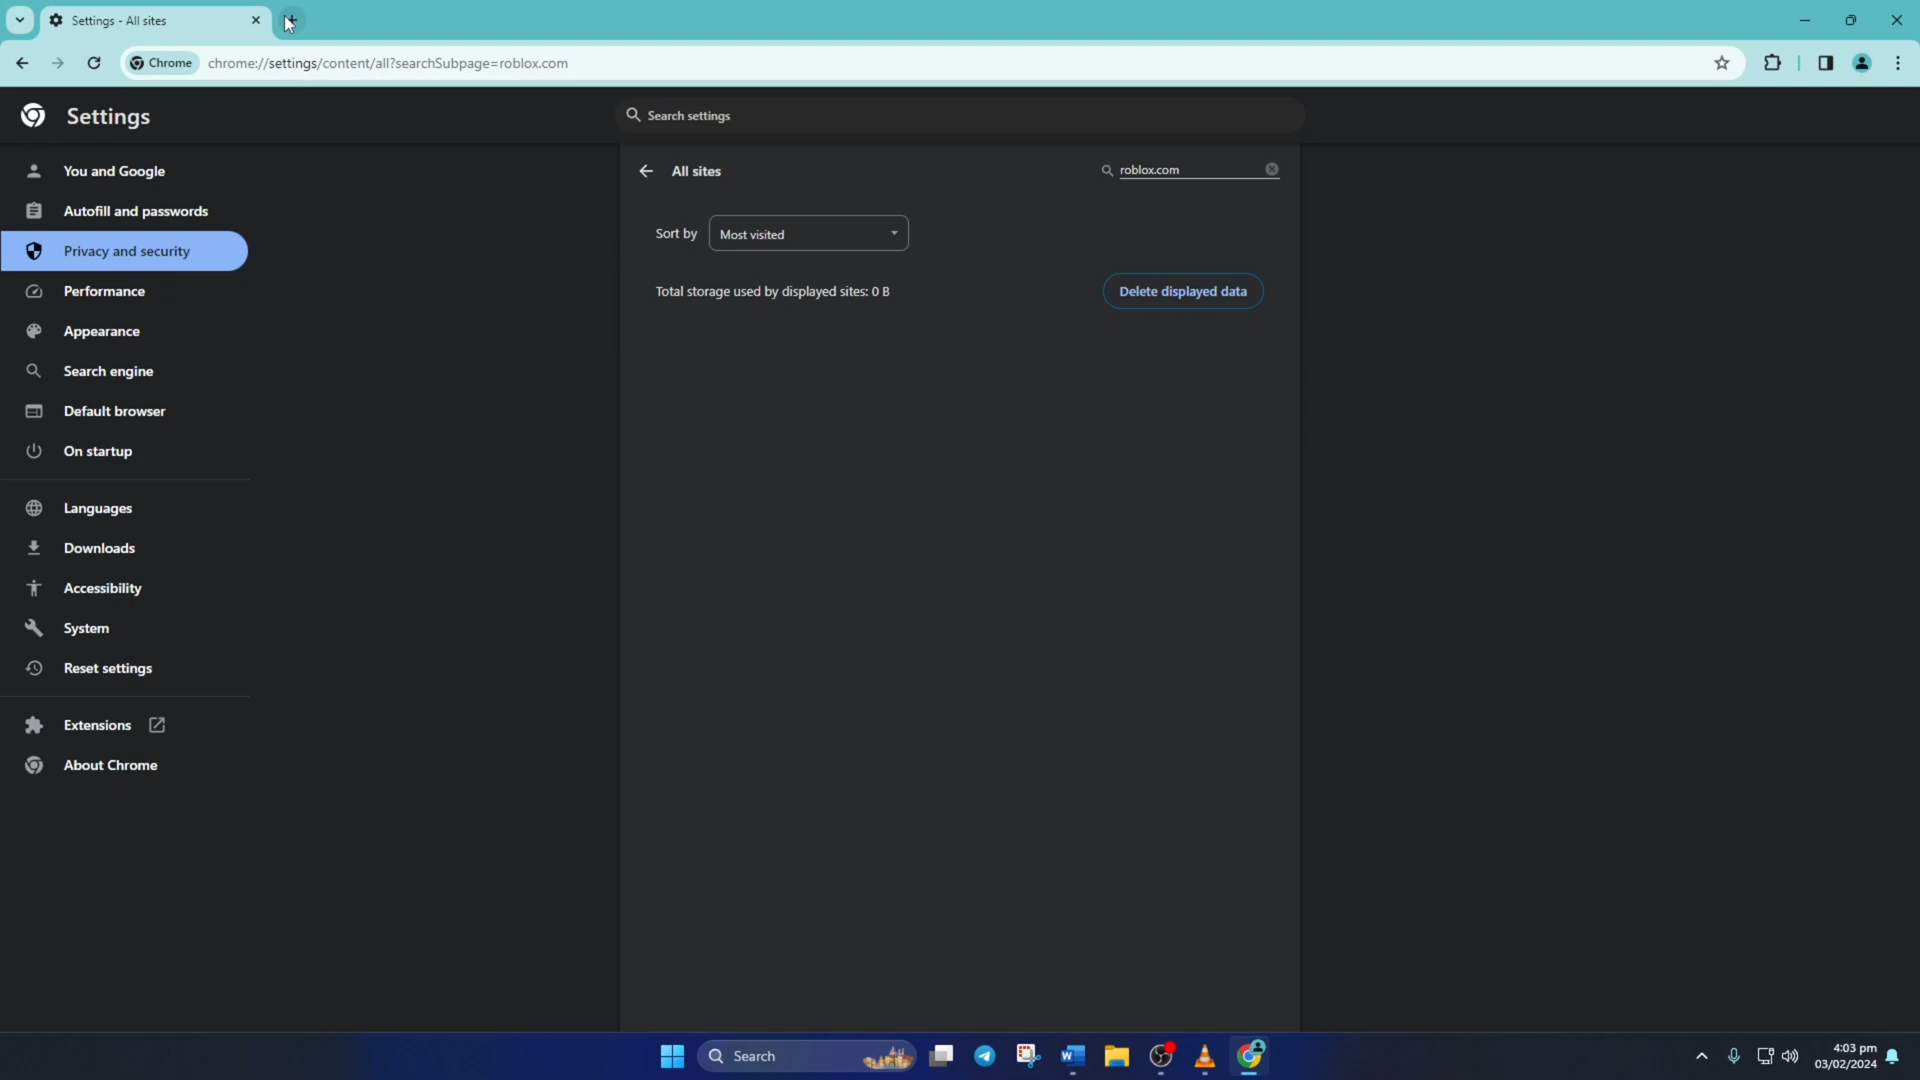 Settings - All sites
Chrome
chrome://settings/content/all?searchSubpage=roblox.com
Settings
Search settings
You and Google
Autofill and passwords
Privacy and security
Performance
Appearance
Search engine
Default browser
On startup
Languages
Downloads
Accessibility
System
Reset settings
Extensions
About Chrome
All sites
roblox.com
Sort by
Most visited
Total storage used by displayed sites: 0 B
Delete displayed data
Search
4:03 pm
03/02/2024